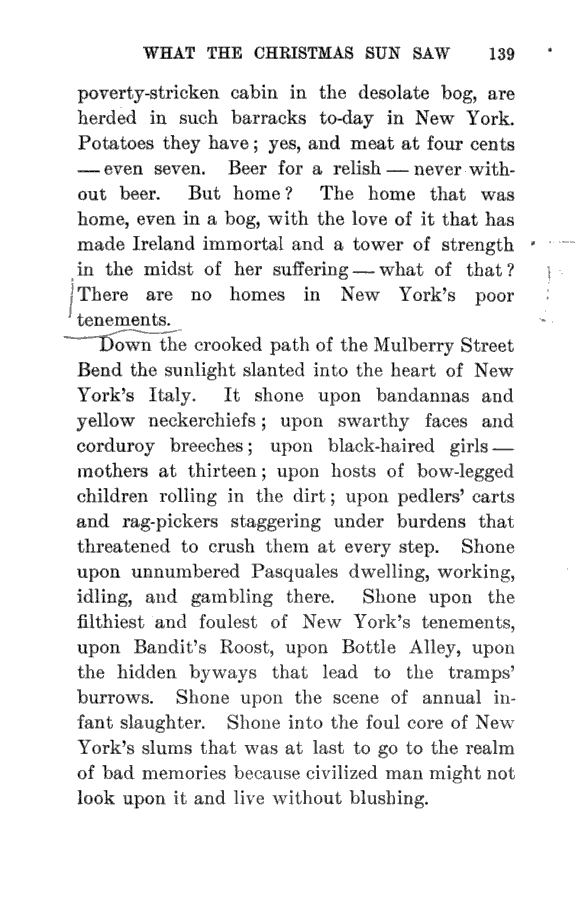 WHAT THE CHRISTMAS SUN SAW 139
poverty-stricken cabin in the desolate bog, are
herded in such barracks to-day in New York.
Potatoes they have; yes, and meat at four cents
— even seven. Beer for a relish — never with-
out beer. But home? The home that was
home, even in a bog, with the love of it that has
made Ireland immortal and a tower of strength
in the midst of her suffering — what of that?
There are no homes in New York's poor
tenements.
Down the crooked path of the Mulberry Street
Bend the sunlight slanted into the heart of New
York's Italy. It shone upon bandannas and
yellow neckerchiefs; upon swarthy faces and
corduroy breeches; upon black-haired girls —
mothers at thirteen; upon hosts of bow-legged
children rolling in the dirt; upon pedlers' carts
and rag-pickers staggering under burdens that
threatened to crush them at every step. Shone
upon unnumbered Pasquales dwelling, working,
idling, and gambling there. Shone upon the
filthiest and foulest of New York's tenements,
upon Bandit's Roost, upon Bottle Alley, upon
the hidden byways that lead to the tramps'
burrows. Shone upon the scene of annual in-
fant slaughter. Shone into the foul core of New
York's slums that was at last to go to the realm
of bad memories because civilized man might not
look upon it and live without blushing.